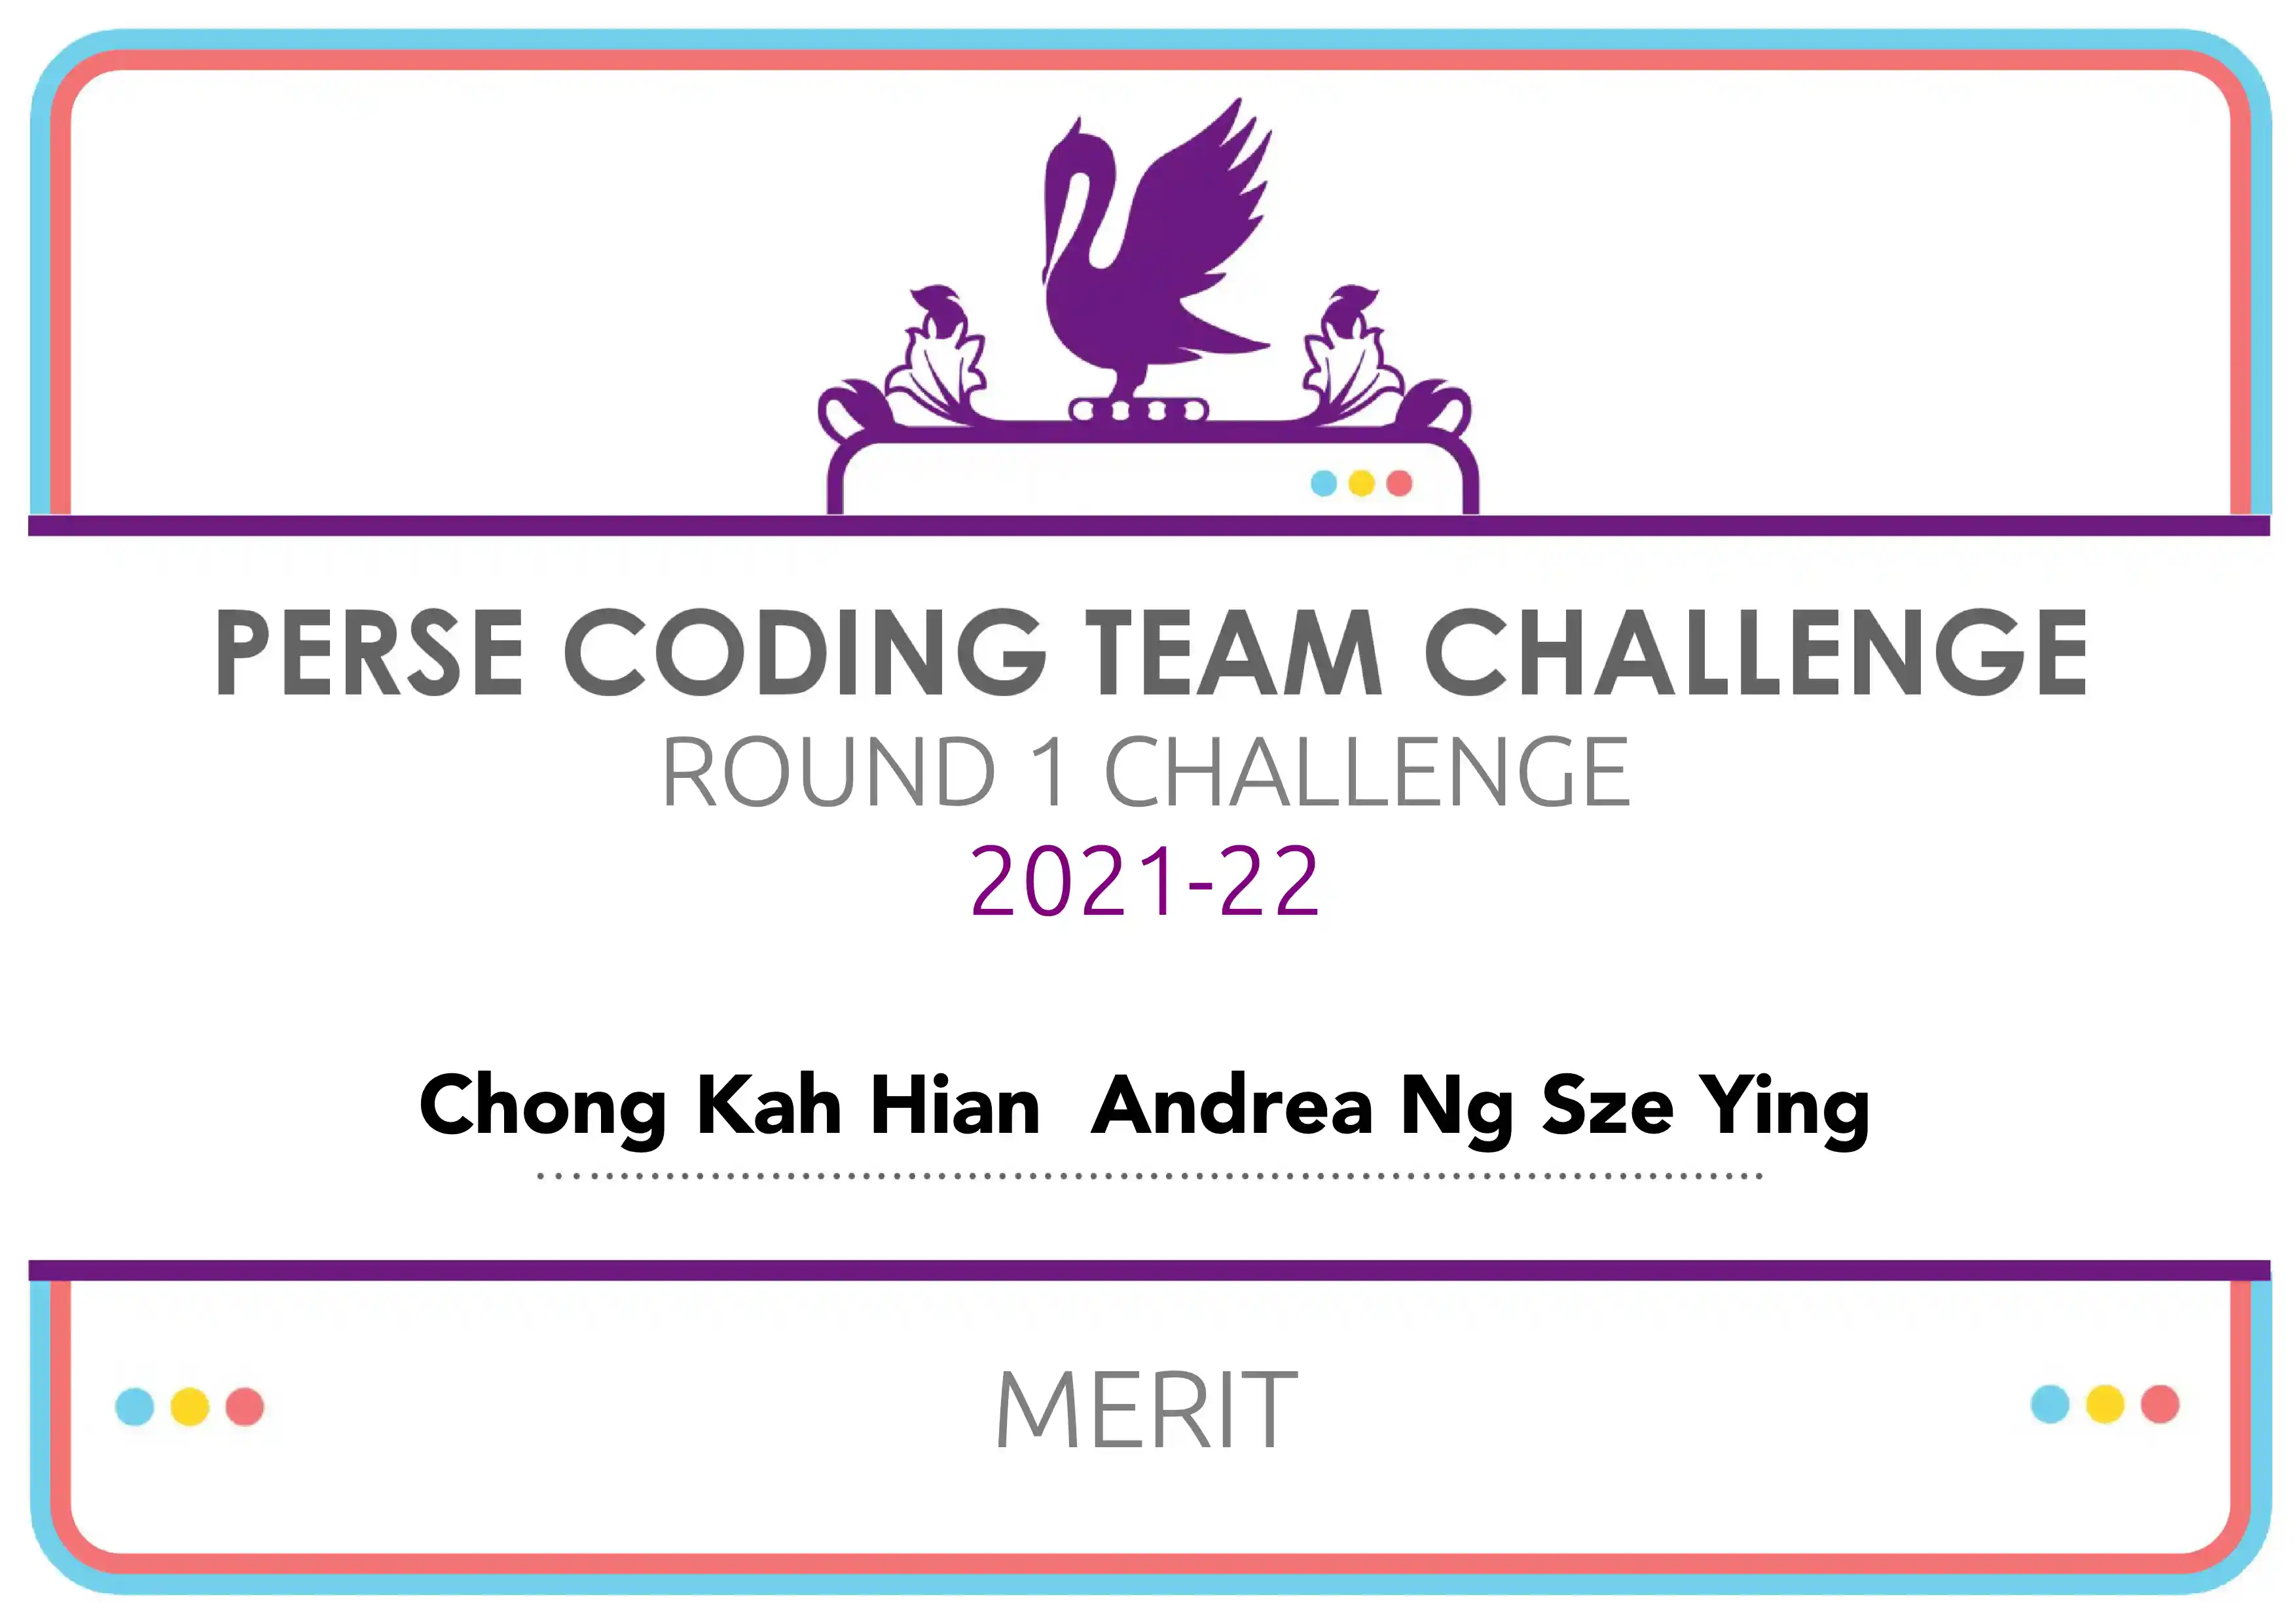 PERSE CODING TEAM CHALLENGE
ROUND 1 CHALLENGE
2021-22
Chong Kah Hian Andrea Ng Sze Ying
MERIT